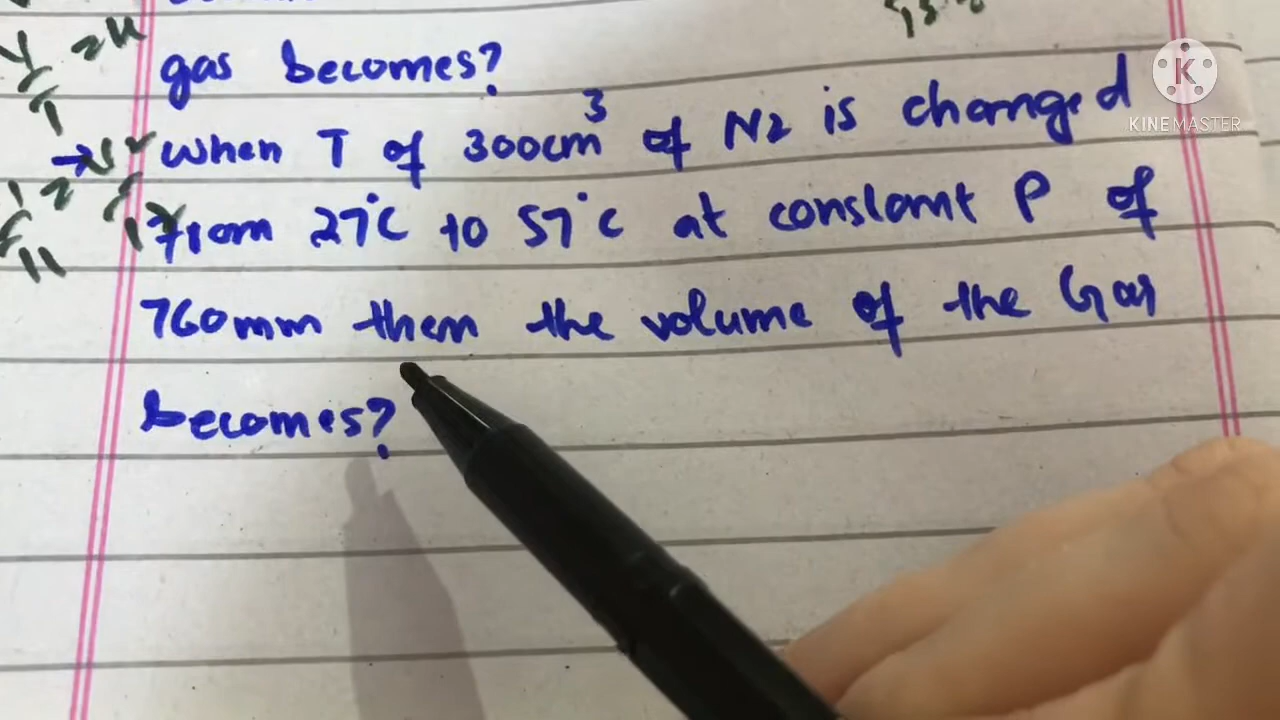 gas becomes?
when T of 300cm³ of N2 is changed
from 27°C to 57°C at constant P of
760mm then the volume of the Gas
becomes?
KINEMASTER